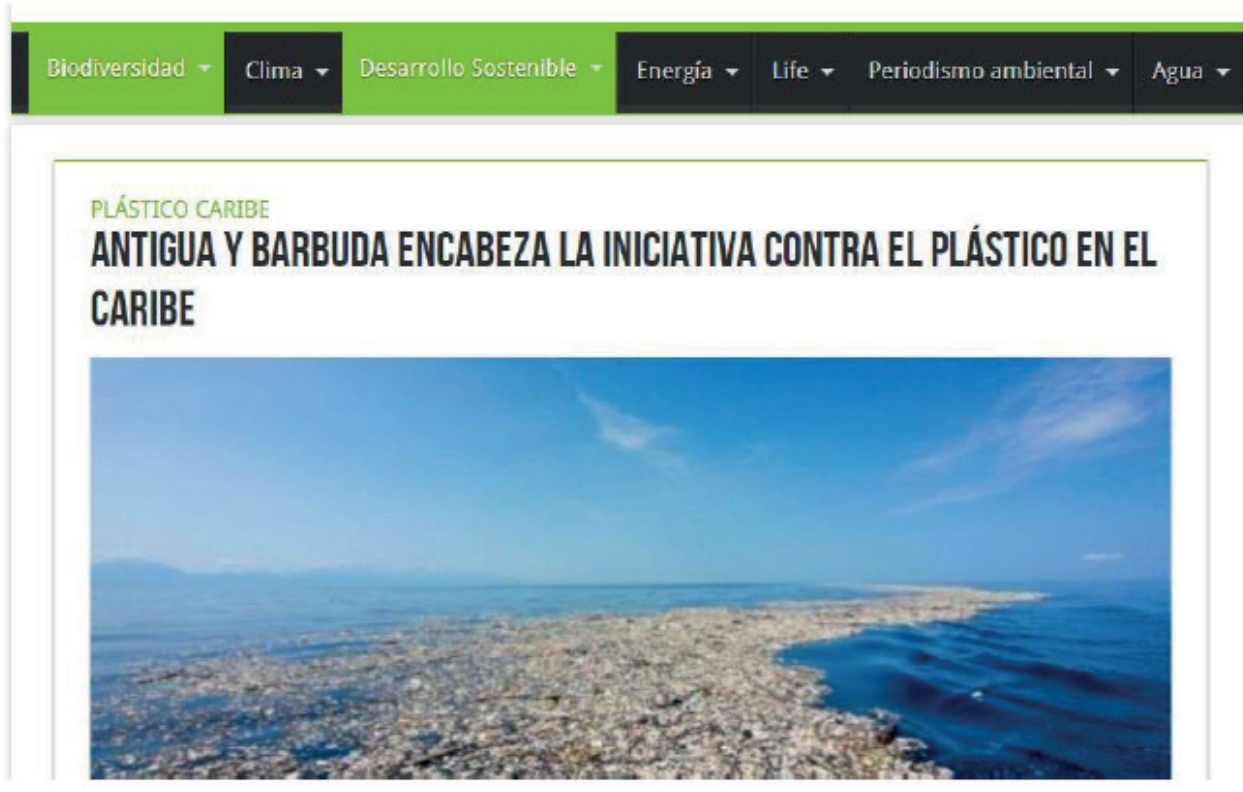 Biodiversidad Clima Desarrollo Sostenible Energía Life Periodismo ambiental Agua
PLÁSTICO CARIBE
ANTIGUA Y BARBUDA ENCABEZA LA INICIATIVA CONTRA EL PLÁSTICO EN EL
CARIBE